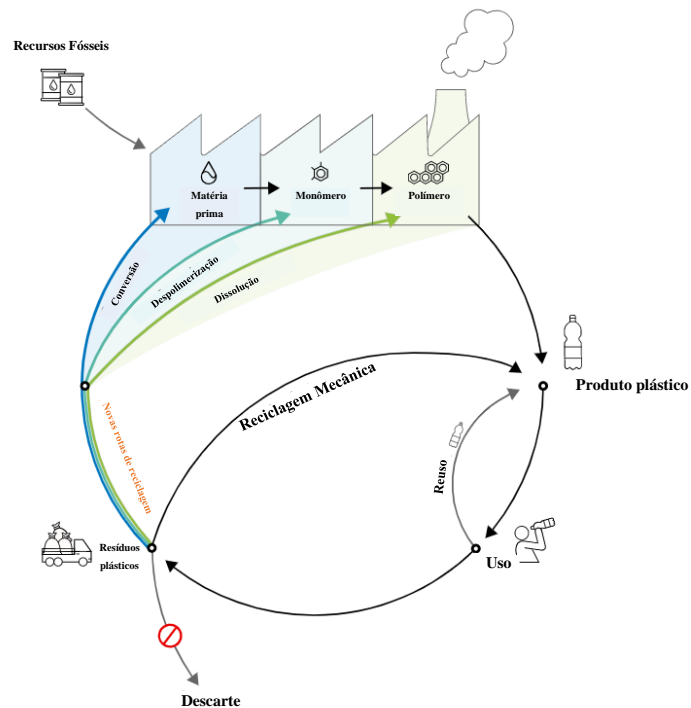 Recursos Fósseis
Matéria
prima
Monômero
Polímero
Conversão
Despolimerização
Dissolução
Produto plástico
Reciclagem Mecânica
Novas rotas de reciclagem
Reuso
Resíduos
plásticos
Uso
Descarte